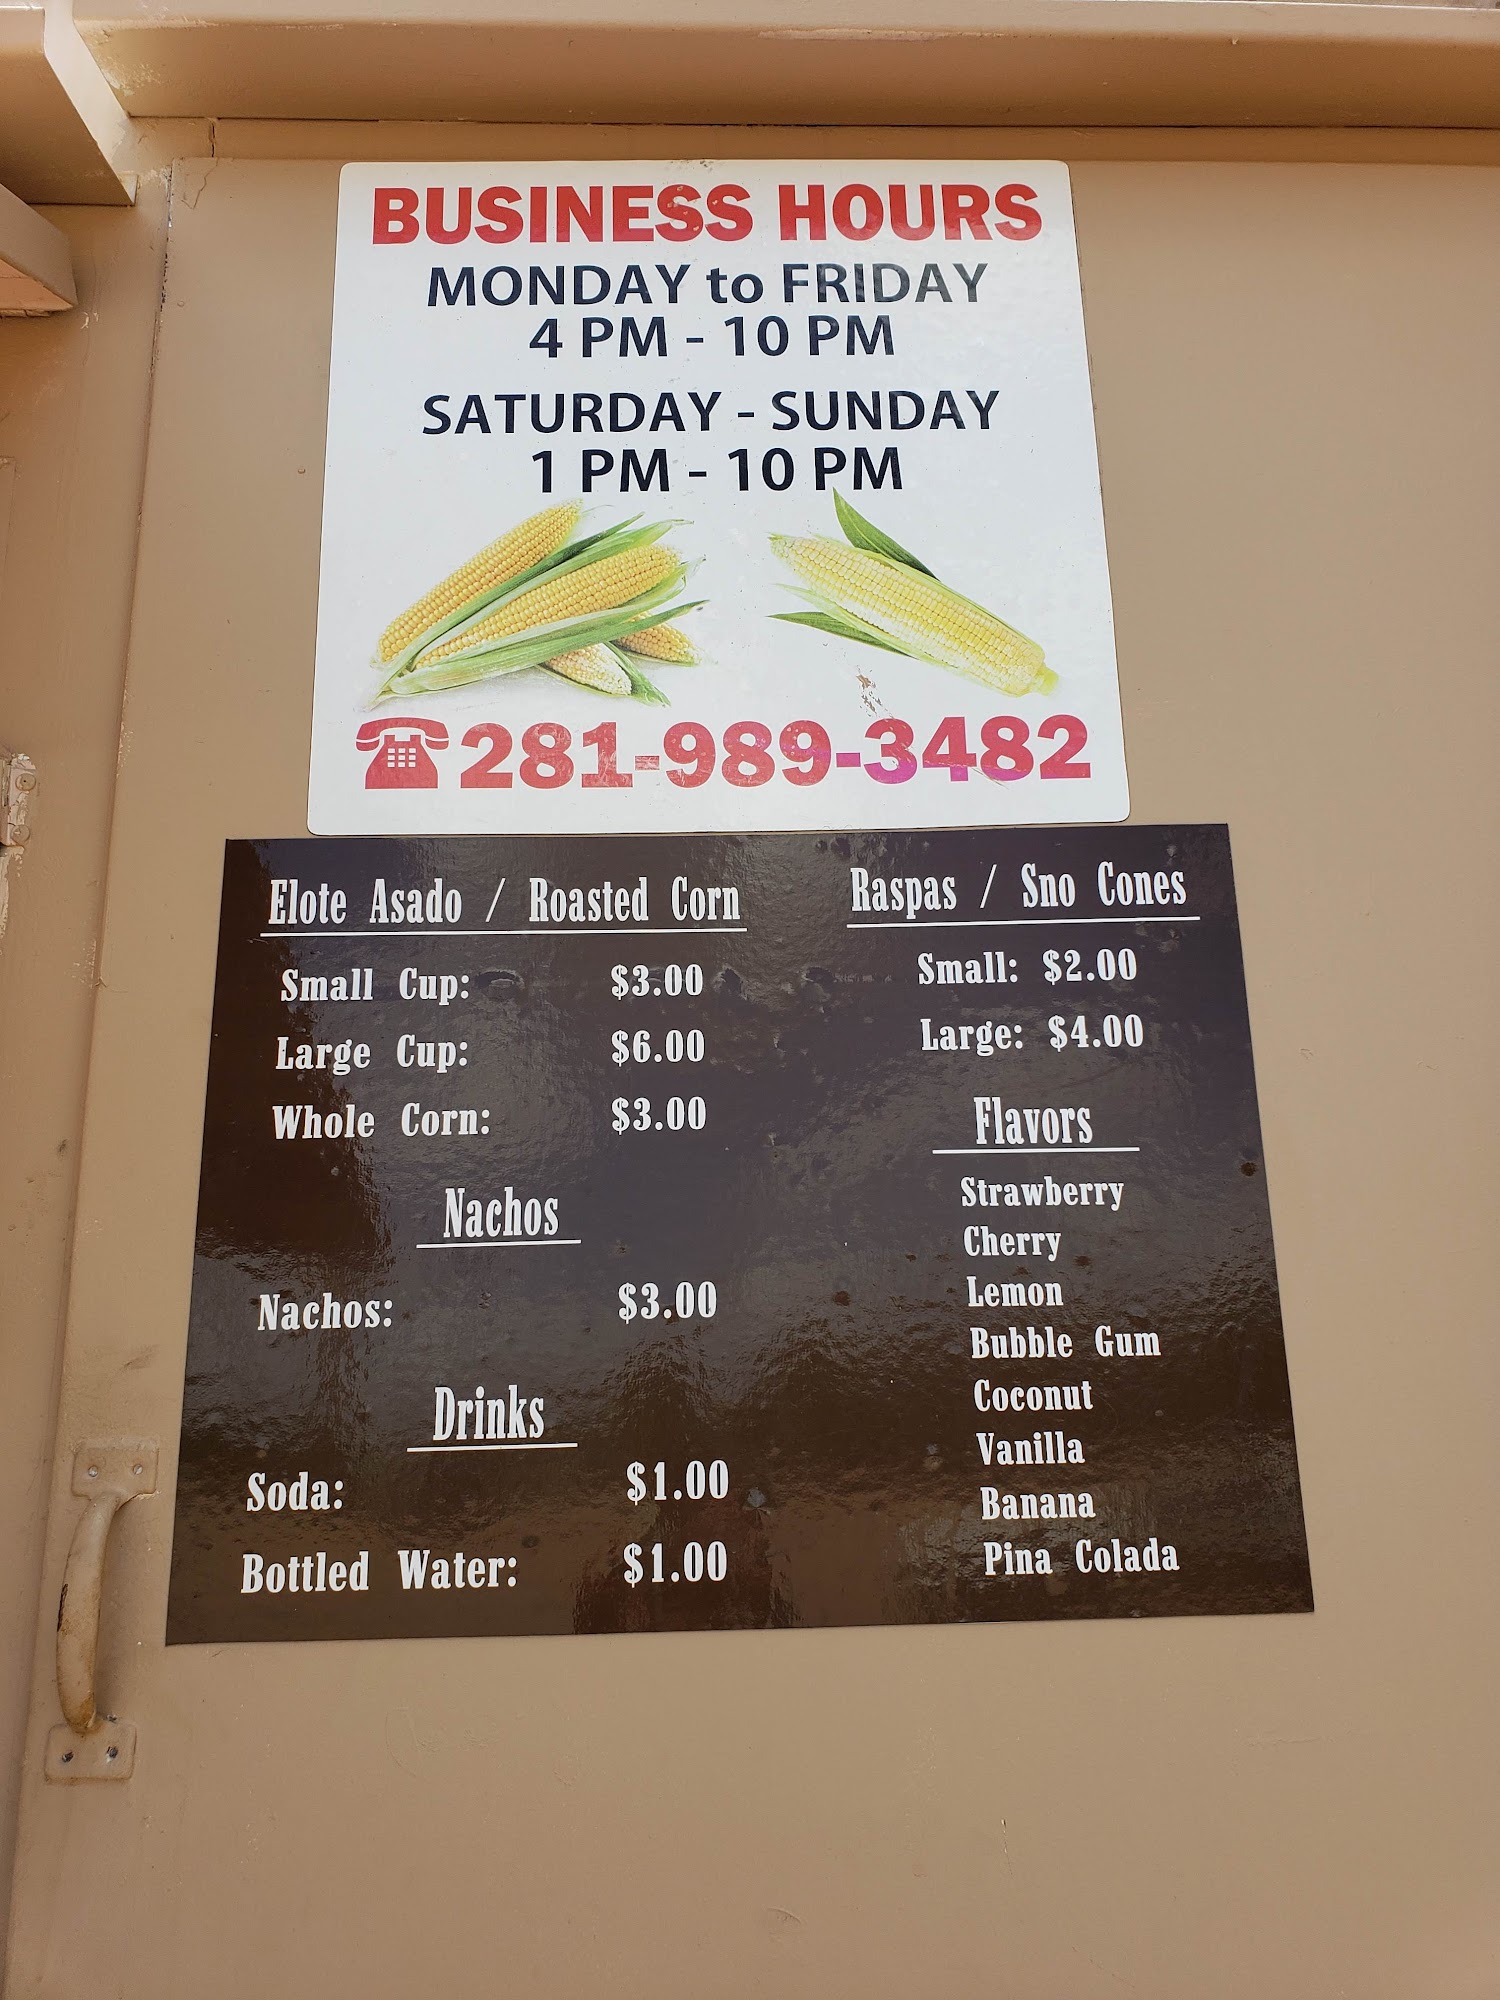 BUSINESS HOURS
MONDAY to FRIDAY
4 PM - 10 PM
SATURDAY - SUNDAY
1 PM - 10 PM
281-989-3482
Elote Asado / Roasted Corn
Small Cup: $3.00
Large Cup: $6.00
Whole Corn: $3.00
Nachos
Nachos: $3.00
Drinks
Soda: $1.00
Bottled Water: $1.00
Raspas / Sno Cones
Small: $2.00
Large: $4.00
Flavors
Strawberry
Cherry
Lemon
Bubble Gum
Coconut
Vanilla
Banana
Pina Colada